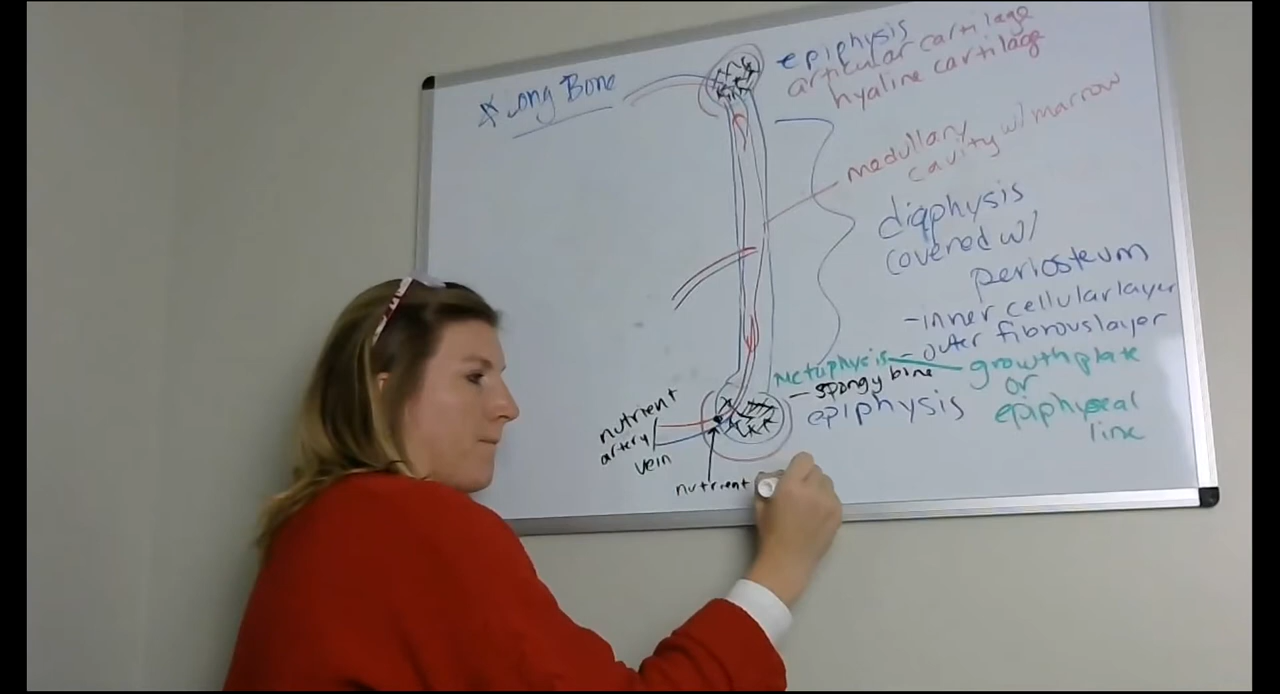 Long Bone
epiphysis
articular cartilage
hyaline cartilage
medullary
cavity w/ marrow
diaphysis
covered w/
periosteum
- inner cellular layer
- outer fibrous layer
Metaphysis
growth plate
or
epiphyseal
line
- spongy bone
epiphysis
nutrient
artery/
vein
nutrient